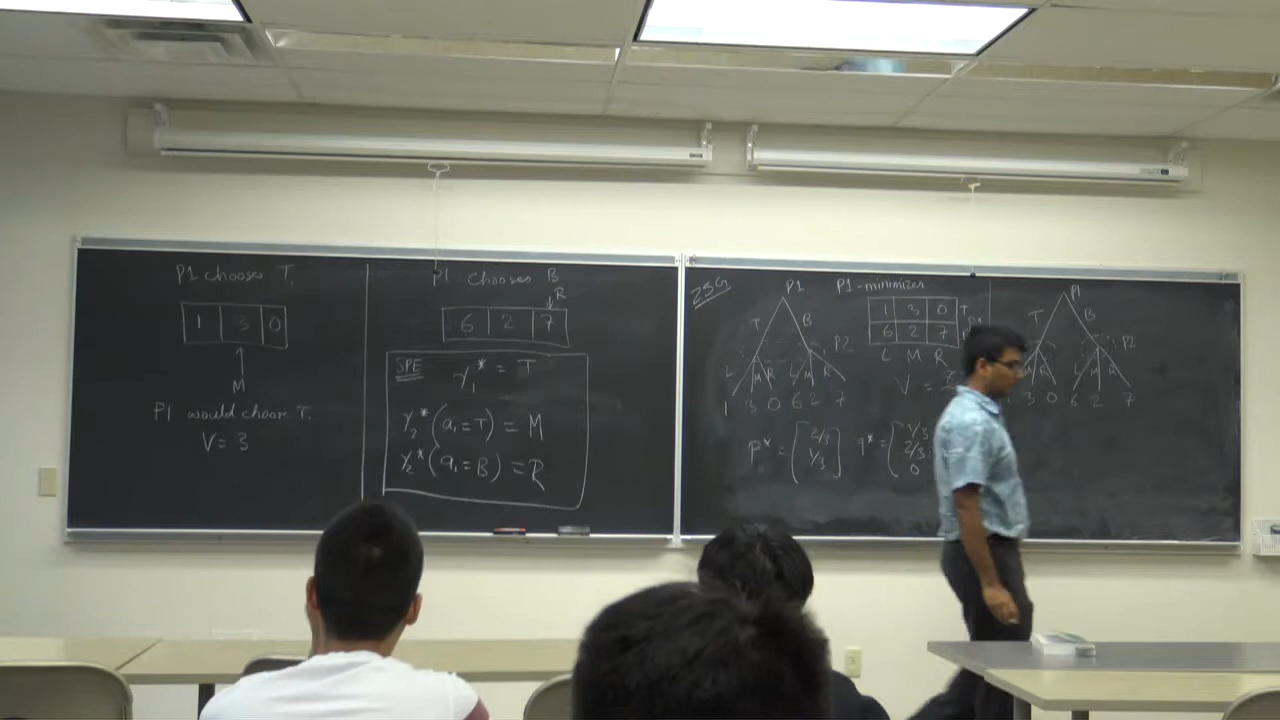 P1 chooses T.
1 3 0
M
P1 would choose T.
V = 3
P1 chooses B
R
6 2 7
SPE
γ₁* = T
γ₂*(a₁=T) = M
γ₂*(a₁=B) = R
ZSG
P1
T B
P2
L M R L M R
1 3 0 6 2 7
P1-minimizer
1 3 0 T
6 2 7
L M R
V =
p* = [2/3 1/3] q* = [1/3 2/3 0
P1
T B
P2
M R L M R
3 0 6 2 7